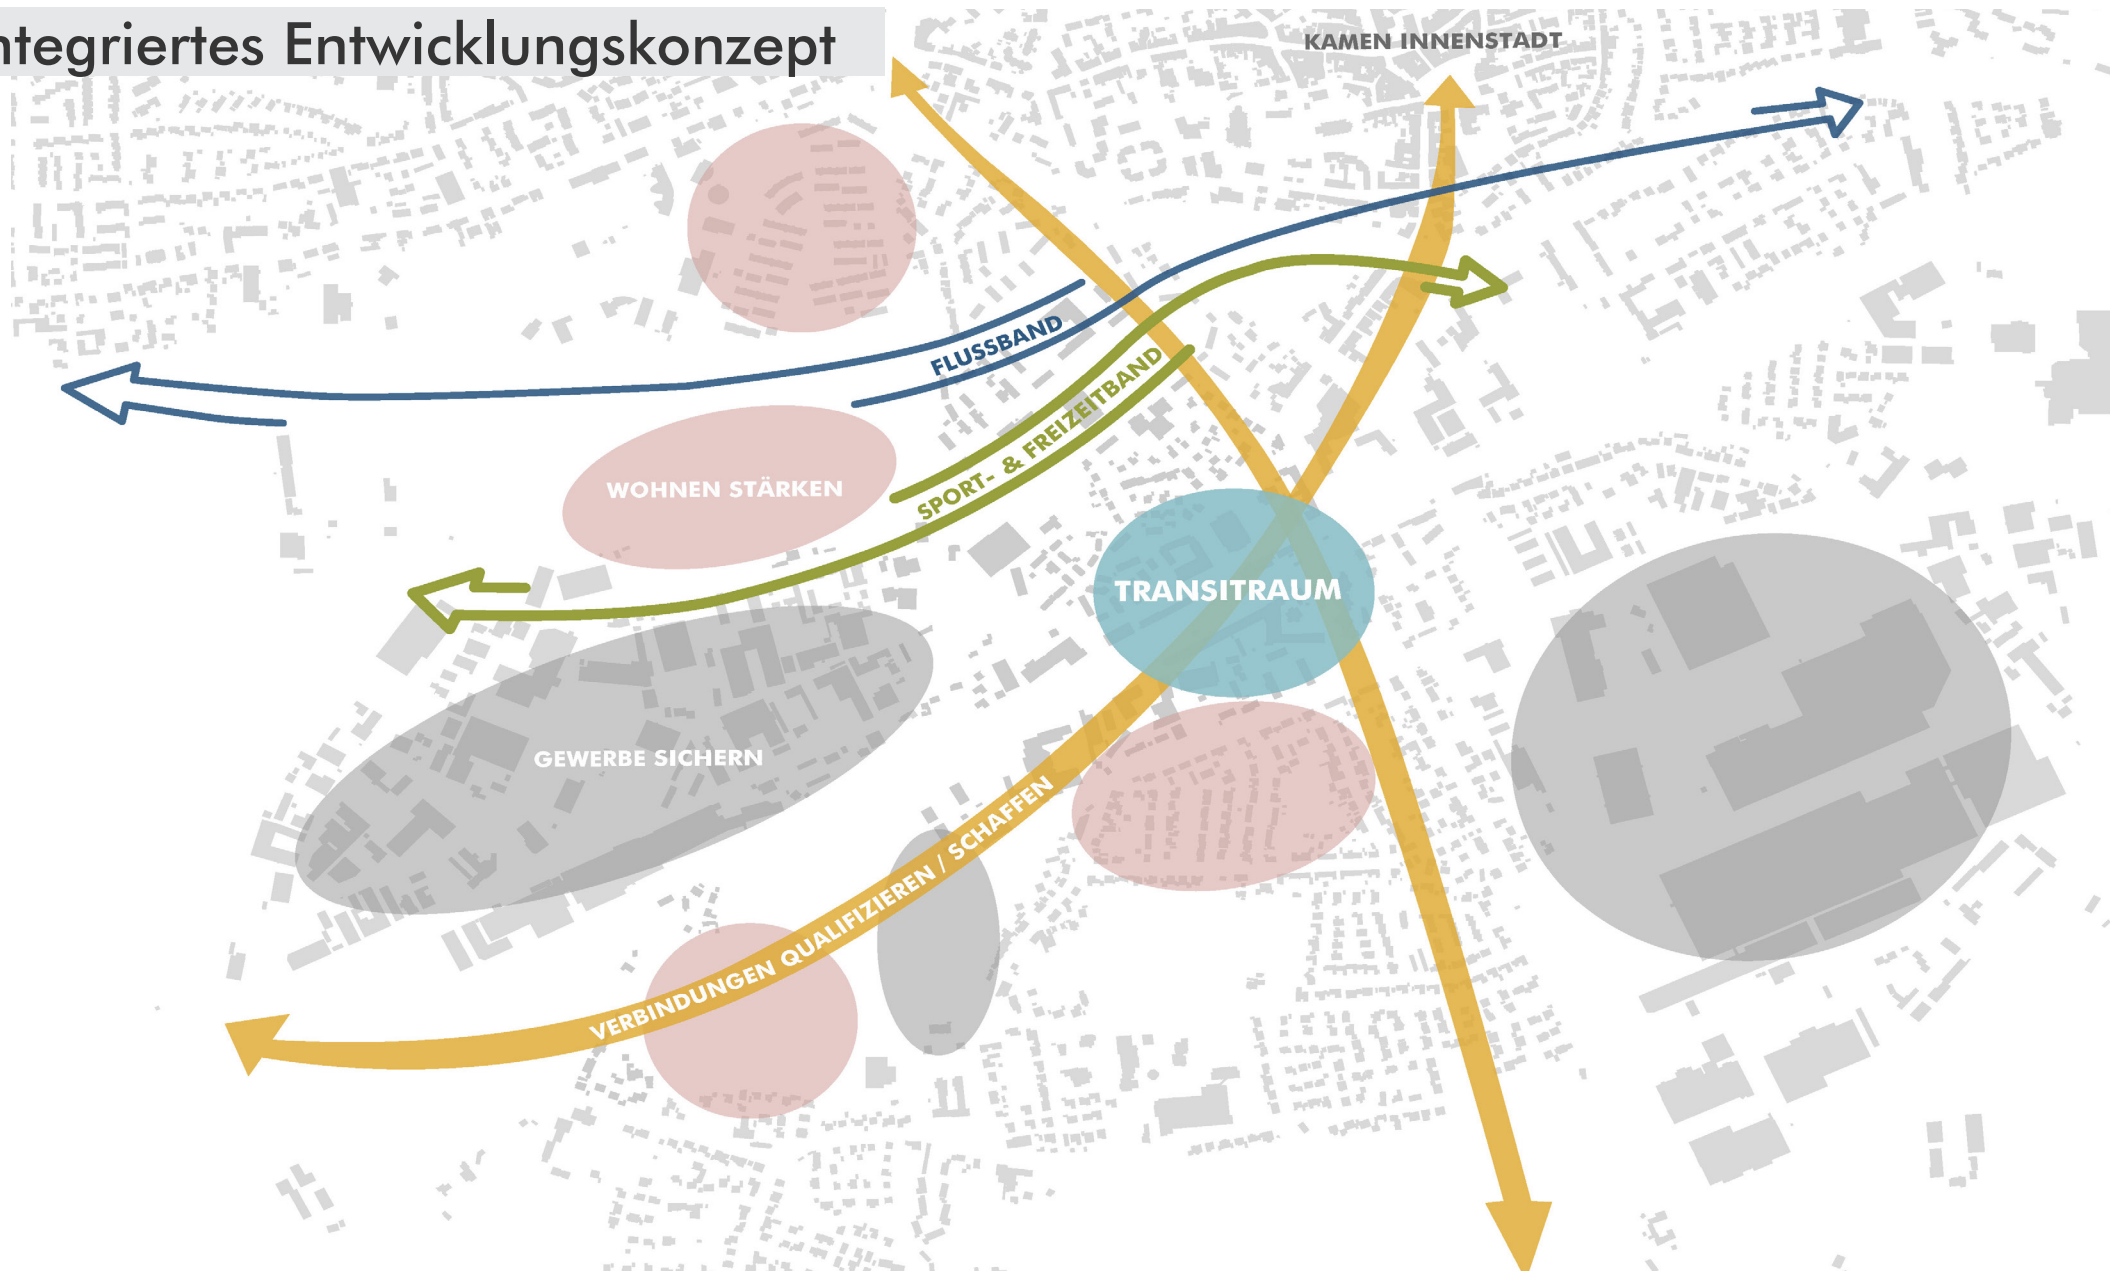 ntegriertes Entwicklungskonzept
KAMEN INNENSTADT
FLUSSBAND
SPORT- & FREIZEITBAND
WOHNEN STÄRKEN
TRANSITRAUM
GEWERBE SICHERN
VERBINDUNGEN QUALIFIZIEREN / SCHAFFEN